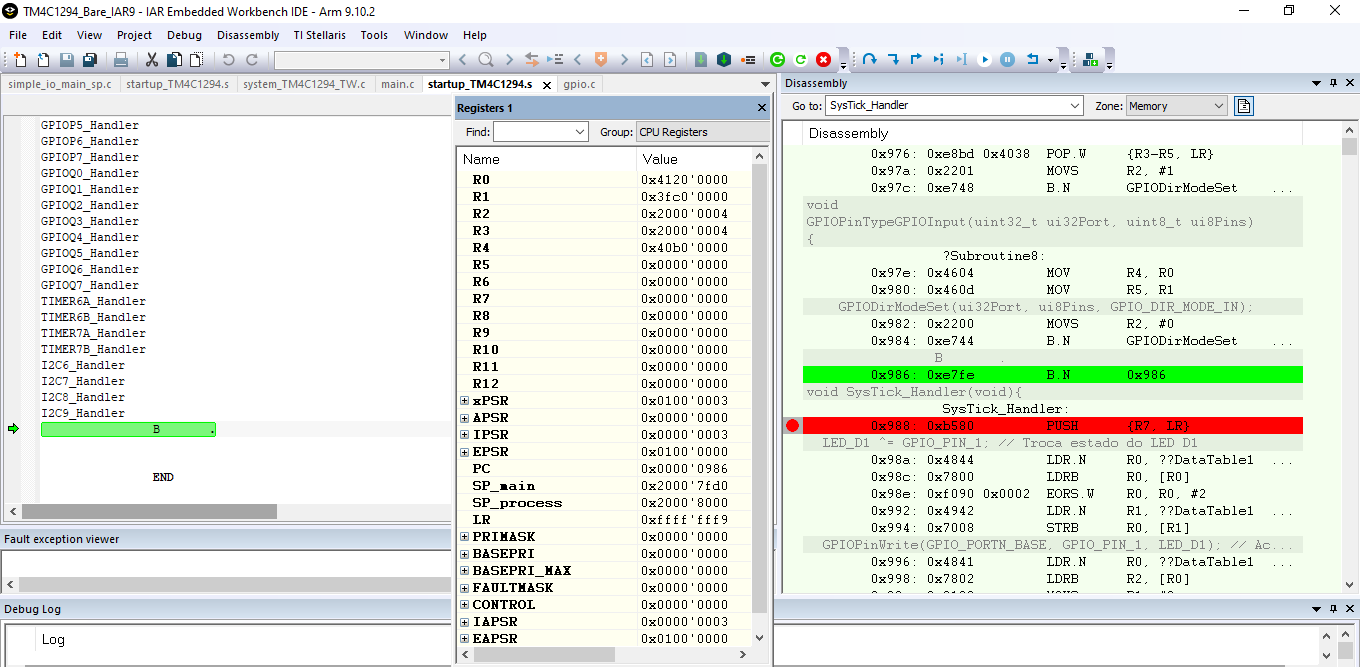 TM4C1294_Bare_IAR9 - IAR Embedded Workbench IDE - Arm 9.10.2
File Edit View Project Debug Disassembly TI Stellaris Tools Window Help
simple_io_main_sp.c startup_TM4C1294.s system_TM4C1294_TW.c main.c startup_TM4C1294.s gpio.c
GPIOP5_Handler
GPIOP6_Handler
GPIOP7_Handler
GPIOQ0_Handler
GPIOQ1_Handler
GPIOQ2_Handler
GPIOQ3_Handler
GPIOQ4_Handler
GPIOQ5_Handler
GPIOQ6_Handler
GPIOQ7_Handler
TIMER6A_Handler
TIMER6B_Handler
TIMER7A_Handler
TIMER7B_Handler
I2C6_Handler
I2C7_Handler
I2C8_Handler
I2C9_Handler
B .
END
Fault exception viewer
Debug Log
Log
Registers 1
Find: Group: CPU Registers
Name Value
R0 0x4120'0000
R1 0x3fc0'0000
R2 0x2000'0004
R3 0x2000'0004
R4 0x40b0'0000
R5 0x0000'0000
R6 0x0000'0000
R7 0x0000'0000
R8 0x0000'0000
R9 0x0000'0000
R10 0x0000'0000
R11 0x0000'0000
R12 0x0000'0000
xPSR 0x0100'0003
APSR 0x0000'0000
IPSR 0x0000'0003
EPSR 0x0100'0000
PC 0x0000'0986
SP_main 0x2000'7fd0
SP_process 0x2000'8000
LR 0xffff'fff9
PRIMASK 0x0000'0000
BASEPRI 0x0000'0000
BASEPRI_MAX 0x0000'0000
FAULTMASK 0x0000'0000
CONTROL 0x0000'0000
IAPSR 0x0000'0003
EAPSR 0x0100'0000
Disassembly
Go to: SysTick_Handler Zone: Memory
Disassembly
0x976: 0xe8bd 0x4038 POP.W {R3-R5, LR}
0x97a: 0x2201 MOVS R2, #1
0x97c: 0xe748 B.N GPIODirModeSet ...
void
GPIOPinTypeGPIOInput(uint32_t ui32Port, uint8_t ui8Pins)
{
?Subroutine8:
0x97e: 0x4604 MOV R4, R0
0x980: 0x460d MOV R5, R1
GPIODirModeSet(ui32Port, ui8Pins, GPIO_DIR_MODE_IN);
0x982: 0x2200 MOVS R2, #0
0x984: 0xe744 B.N GPIODirModeSet ...
B .
0x986: 0xe7fe B.N 0x986
void SysTick_Handler(void){
SysTick_Handler:
0x988: 0xb580 PUSH {R7, LR}
LED_D1 ^= GPIO_PIN_1; // Troca estado do LED D1
0x98a: 0x4844 LDR.N R0, ??DataTable1 ...
0x98c: 0x7800 LDRB R0, [R0]
0x98e: 0xf090 0x0002 EORS.W R0, R0, #2
0x992: 0x4942 LDR.N R1, ??DataTable1 ...
0x994: 0x7008 STRB R0, [R1]
GPIOPinWrite(GPIO_PORTN_BASE, GPIO_PIN_1, LED_D1); // Ac...
0x996: 0x4841 LDR.N R0, ??DataTable1 ...
0x998: 0x7802 LDRB R2, [R0]